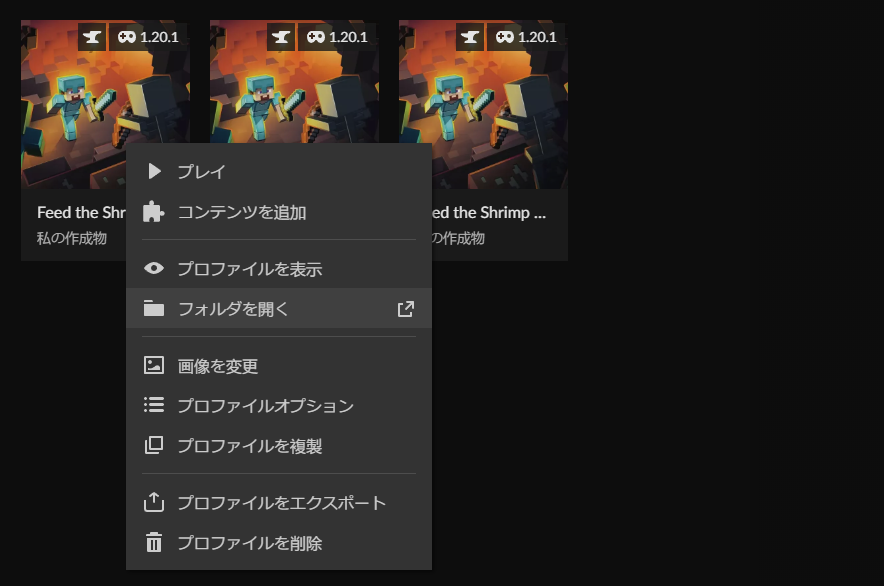 1.20.1
1.20.1
1.20.1
Feed the Shr
私の作成物
ed the Shrimp ...
の作成物
プレイ
コンテンツを追加
プロファイルを表示
フォルダを開く
画像を変更
プロファイルオプション
プロファイルを複製
プロファイルをエクスポート
プロファイルを削除